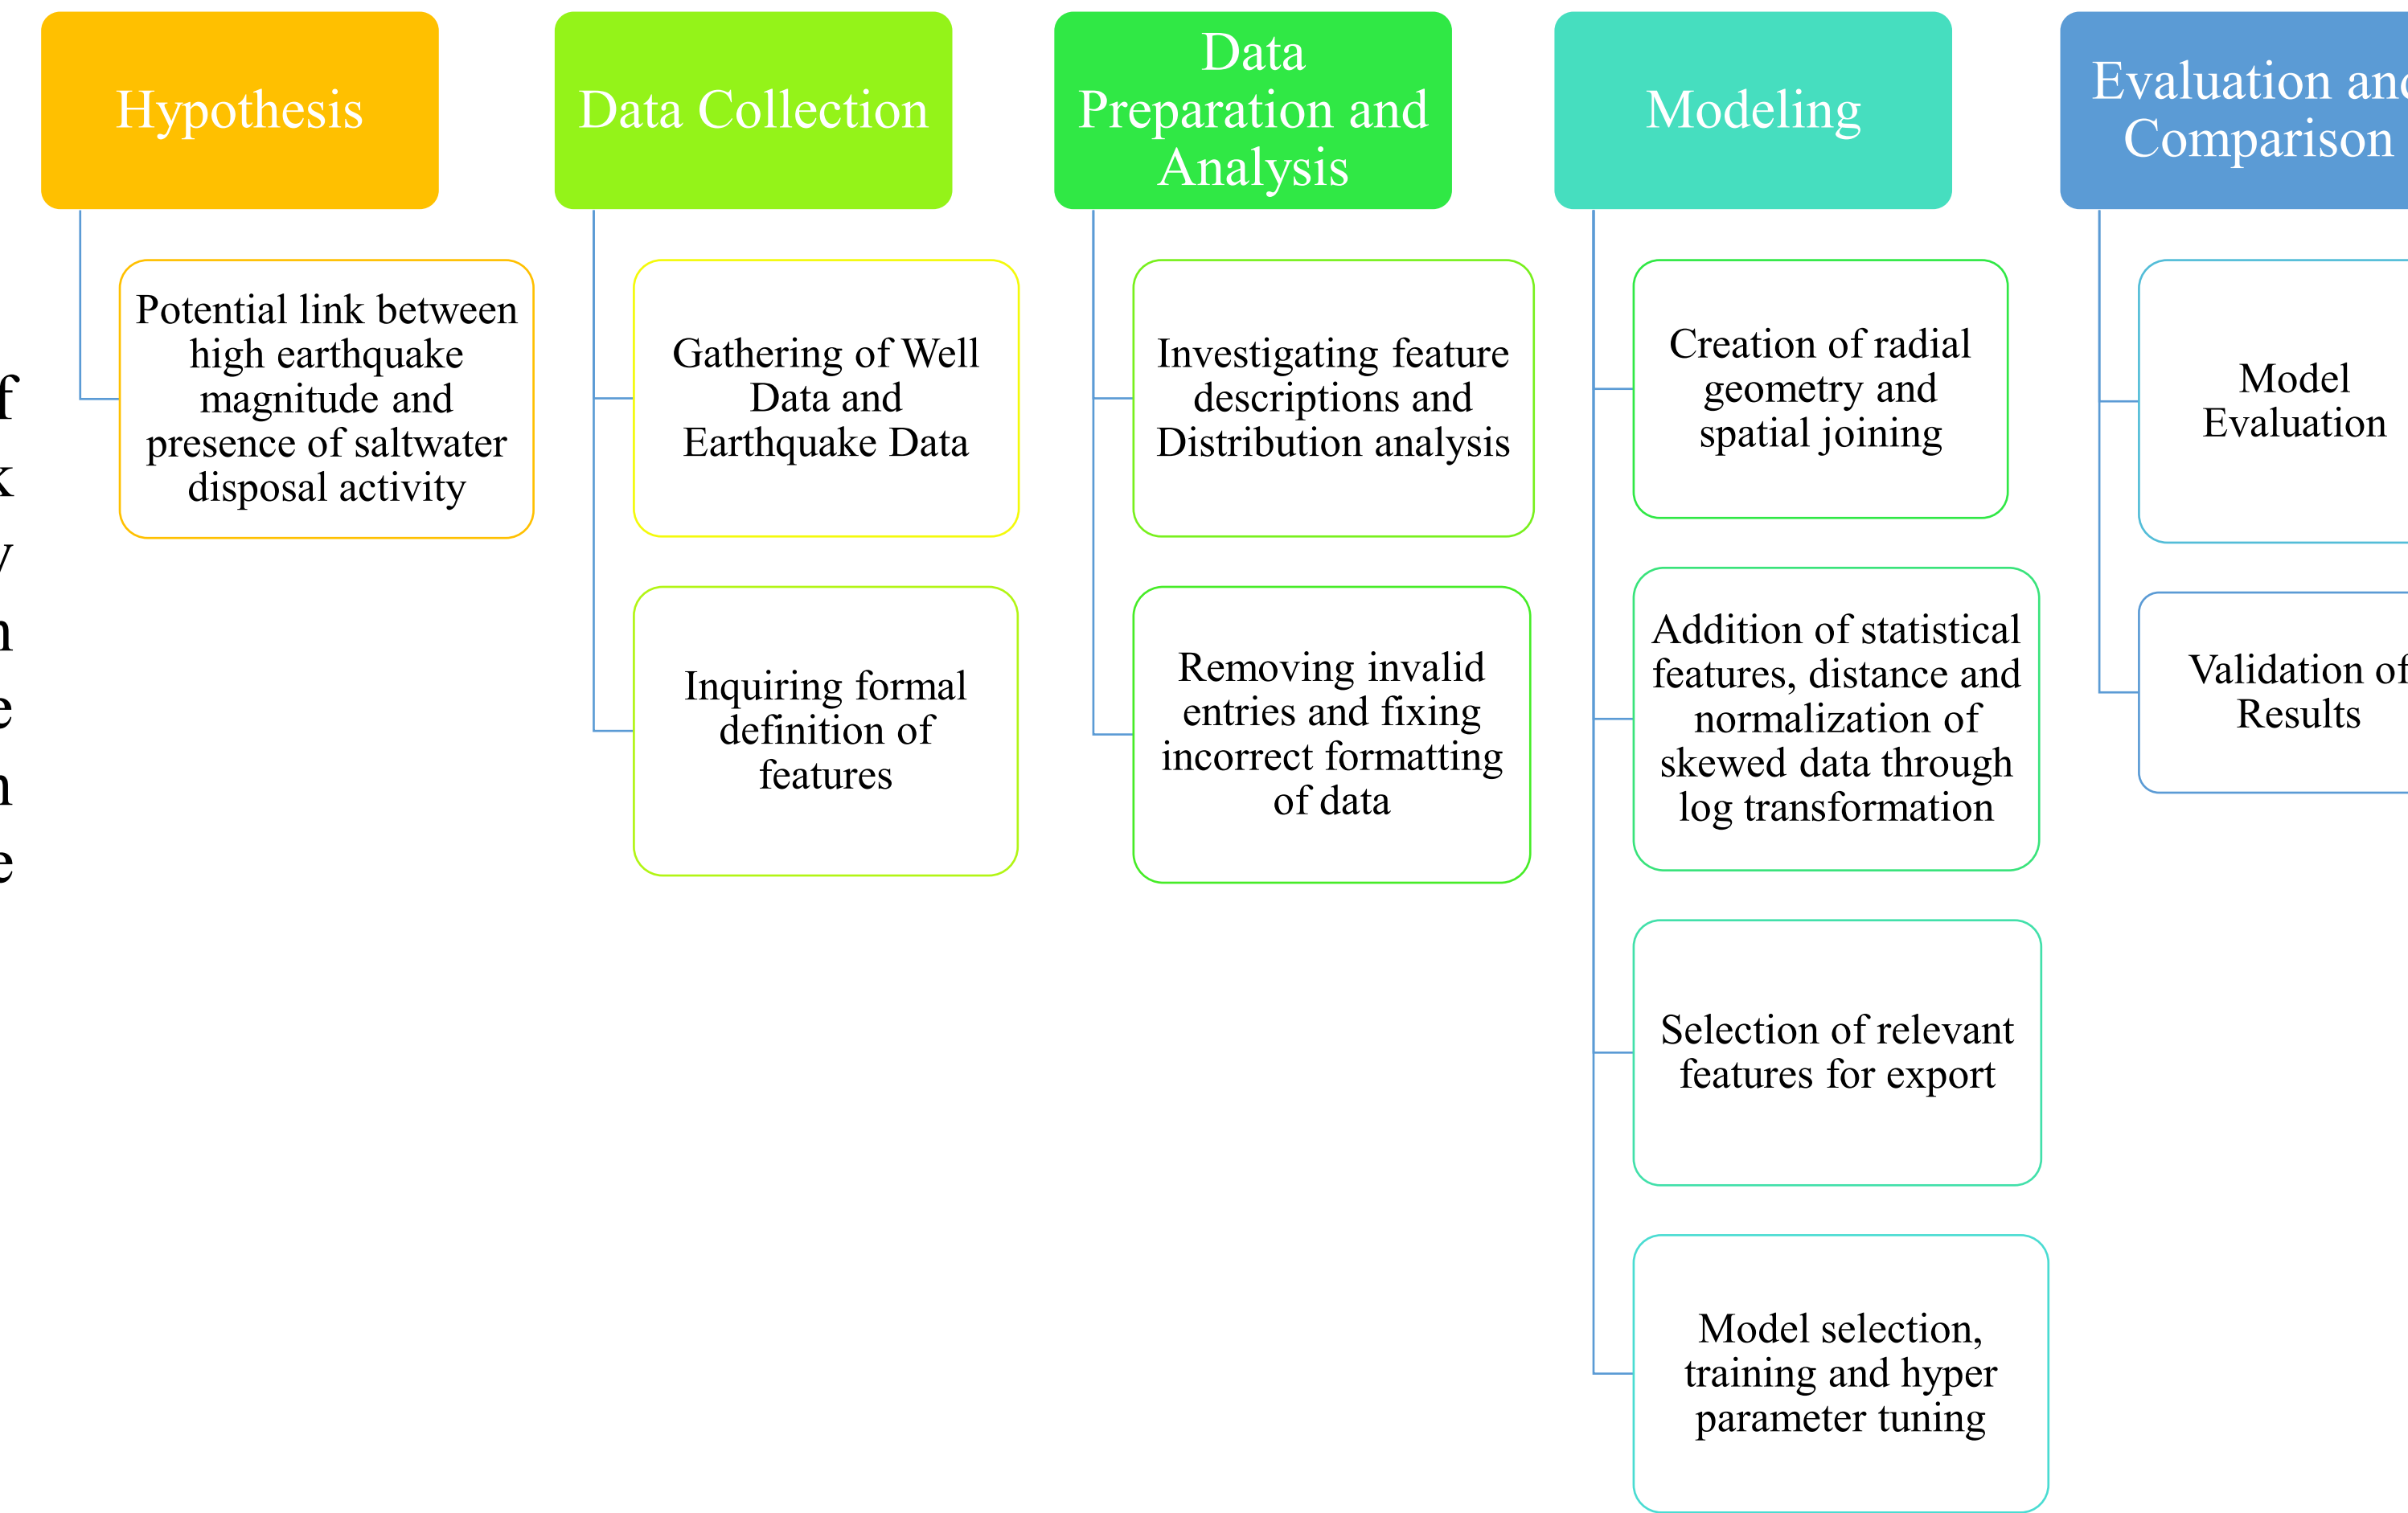 Hypothesis
Potential link between
high earthquake
magnitude and
presence of saltwater
disposal activity
Data Collection
Gathering of Well
Data and
Earthquake Data
Inquiring formal
definition of
features
Data
Preparation and
Analysis
Investigating feature
descriptions and
Distribution analysis
Removing invalid
entries and fixing
incorrect formatting
of data
Modeling
Creation of radial
geometry and
spatial joining
Addition of statistical
features, distance and
normalization of
skewed data through
log transformation
Selection of relevant
features for export
Model selection,
training and hyper
parameter tuning
Evaluation and
Comparison
Model
Evaluation
Validation of
Results